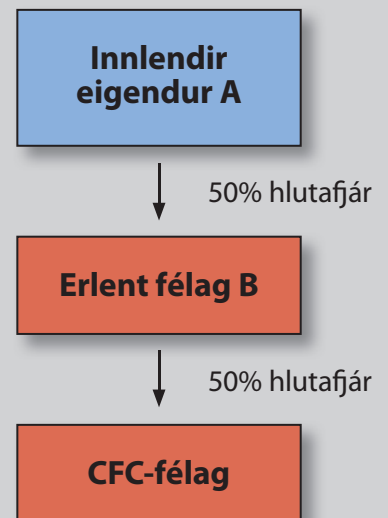 Innlendir
eigendur A
50% hlutafjár
Erlent félag B
50% hlutafjár
CFC-félag